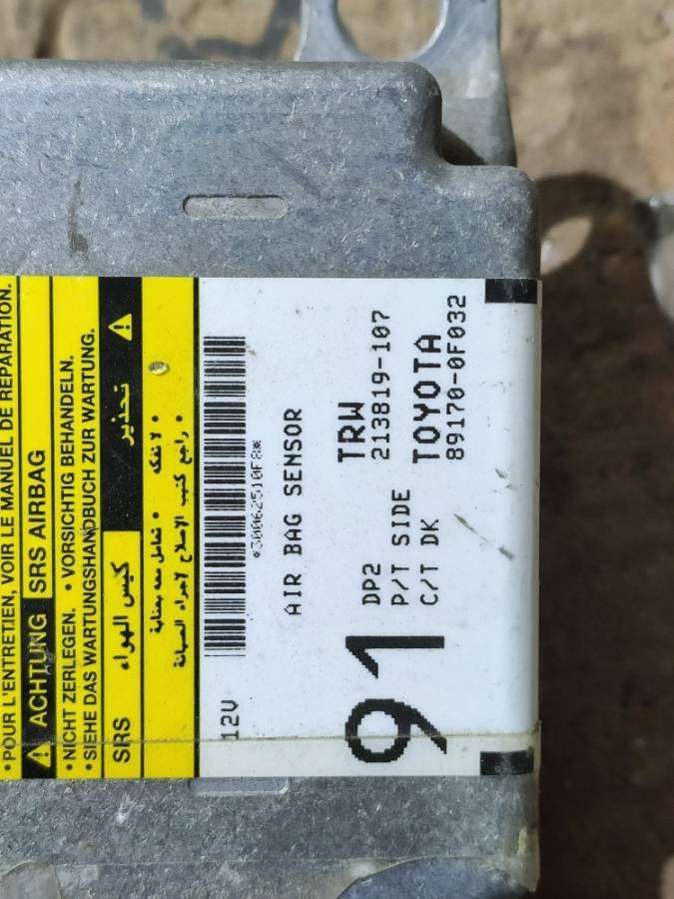 • POUR L'ENTRETIEN, VOIR LE MANUEL DE REPARATION.
ACHTUNG SRS AIRBAG
• NICHT ZERLEGEN. • VORSICHTIG BEHANDELN.
• SIEHE DAS WARTUNGSHANDBUCH ZUR WARTUNG.
تحذير
SRS كيس الهواء
• لا تفكه • تعامل معه بعناية
• راجع كتيب الإصلاح لإجراء الصيانة
12V
*300062510F8*
AIR BAG SENSOR
91
DP2 TRW
P/T SIDE 213819-107
C/T DK TOYOTA
89170-0F032